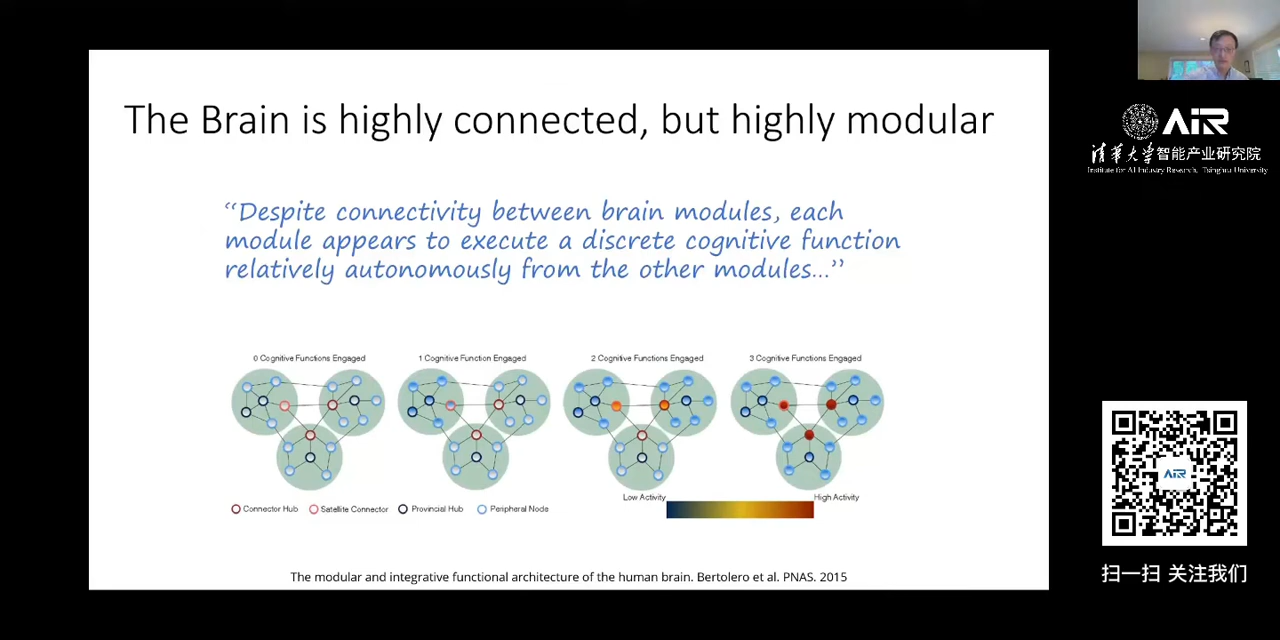 The Brain is highly connected, but highly modular
“Despite connectivity between brain modules, each
module appears to execute a discrete cognitive function
relatively autonomously from the other modules...”
0 Cognitive Functions Engaged
1 Cognitive Function Engaged
2 Cognitive Functions Engaged
3 Cognitive Functions Engaged
Low Activity
High Activity
Connector Hub
Satellite Connector
Provincial Hub
Peripheral Node
The modular and integrative functional architecture of the human brain. Bertolero et al. PNAS. 2015
AIR
清华大学智能产业研究院
Institute for AI Industry Research, Tsinghua University
AIR
扫一扫 关注我们